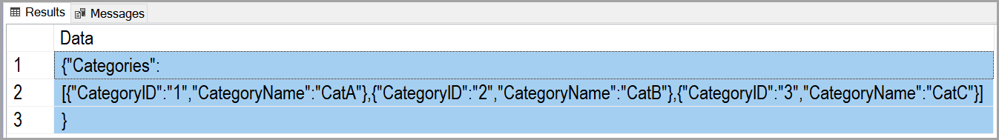 Results Messages
Data
1 {"Categories":
2 [{"CategoryID":"1","CategoryName":"CatA"},{"CategoryID":"2","CategoryName":"CatB"},{"CategoryID":"3","CategoryName":"CatC"}]
3 }